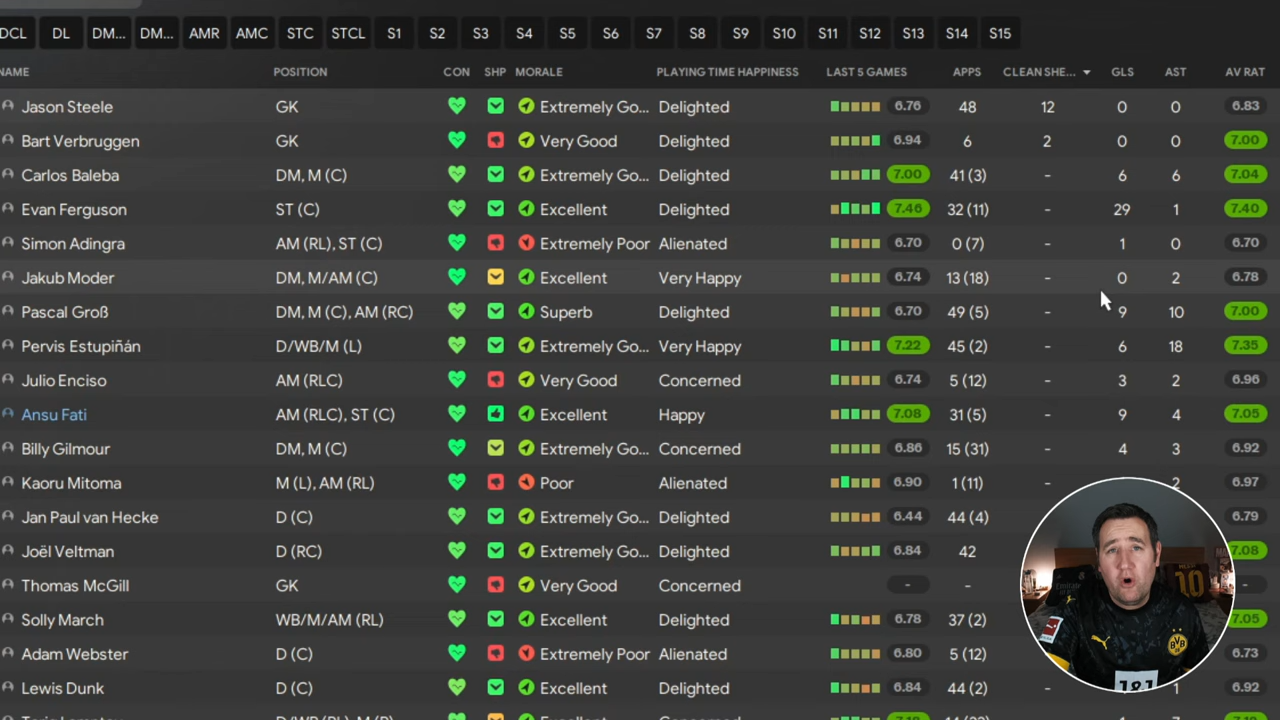 DCL DL DM... DM... AMR AMC STC STCL S1 S2 S3 S4 S5 S6 S7 S8 S9 S10 S11 S12 S13 S14 S15
NAME POSITION CON SHP MORALE PLAYING TIME HAPPINESS LAST 5 GAMES APPS CLEAN SHE... GLS AST AV RAT
Jason Steele GK Extremely Go... Delighted 6.76 48 12 0 0 6.83
Bart Verbruggen GK Very Good Delighted 6.94 6 2 0 0 7.00
Carlos Baleba DM, M (C) Extremely Go... Delighted 7.00 41 (3) - 6 6 7.04
Evan Ferguson ST (C) Excellent Delighted 7.46 32 (11) - 29 1 7.40
Simon Adingra AM (RL), ST (C) Extremely Poor Alienated 6.70 0 (7) - 1 0 6.70
Jakub Moder DM, M/AM (C) Excellent Very Happy 6.74 13 (18) - 0 2 6.78
Pascal Groß DM, M (C), AM (RC) Superb Delighted 6.70 49 (5) - 9 10 7.00
Pervis Estupiñán D/WB/M (L) Extremely Go... Very Happy 7.22 45 (2) - 6 18 7.35
Julio Enciso AM (RLC) Very Good Concerned 6.74 5 (12) - 3 2 6.96
Ansu Fati AM (RLC), ST (C) Excellent Happy 7.08 31 (5) - 9 4 7.05
Billy Gilmour DM, M (C) Extremely Go... Concerned 6.86 15 (31) - 4 3 6.92
Kaoru Mitoma M (L), AM (RL) Poor Alienated 6.90 1 (11) - 2 6.97
Jan Paul van Hecke D (C) Extremely Go... Delighted 6.44 44 (4) 6.79
Joël Veltman D (RC) Extremely Go... Delighted 6.84 42 7.08
Thomas McGill GK Very Good Concerned - - -
Solly March WB/M/AM (RL) Excellent Delighted 6.78 37 (2) 7.05
Adam Webster D (C) Extremely Poor Alienated 6.80 5 (12) 6.73
Lewis Dunk D (C) Excellent Delighted 6.84 44 (2) - 1 6.92
10
BVB 09
1&1